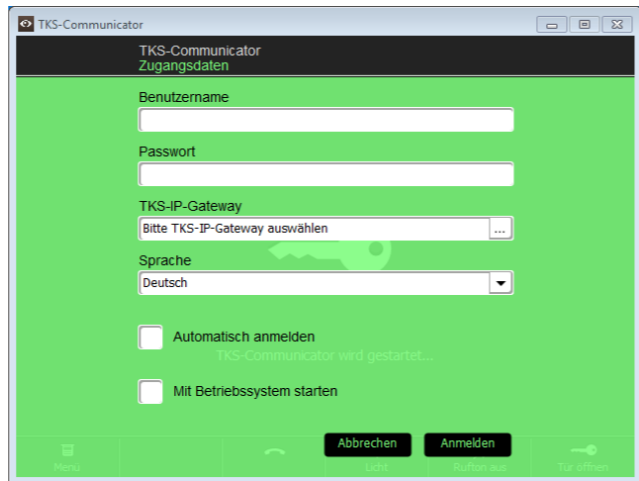 TKS-Communicator
TKS-Communicator
Zugangsdaten
Benutzername
Passwort
TKS-IP-Gateway
Bitte TKS-IP-Gateway auswählen
...
Sprache
Deutsch
Automatisch anmelden
TKS-Communicator wird gestartet...
Mit Betriebssystem starten
Abbrechen
Anmelden
Menü
Licht
Rufton aus
Tür öffnen